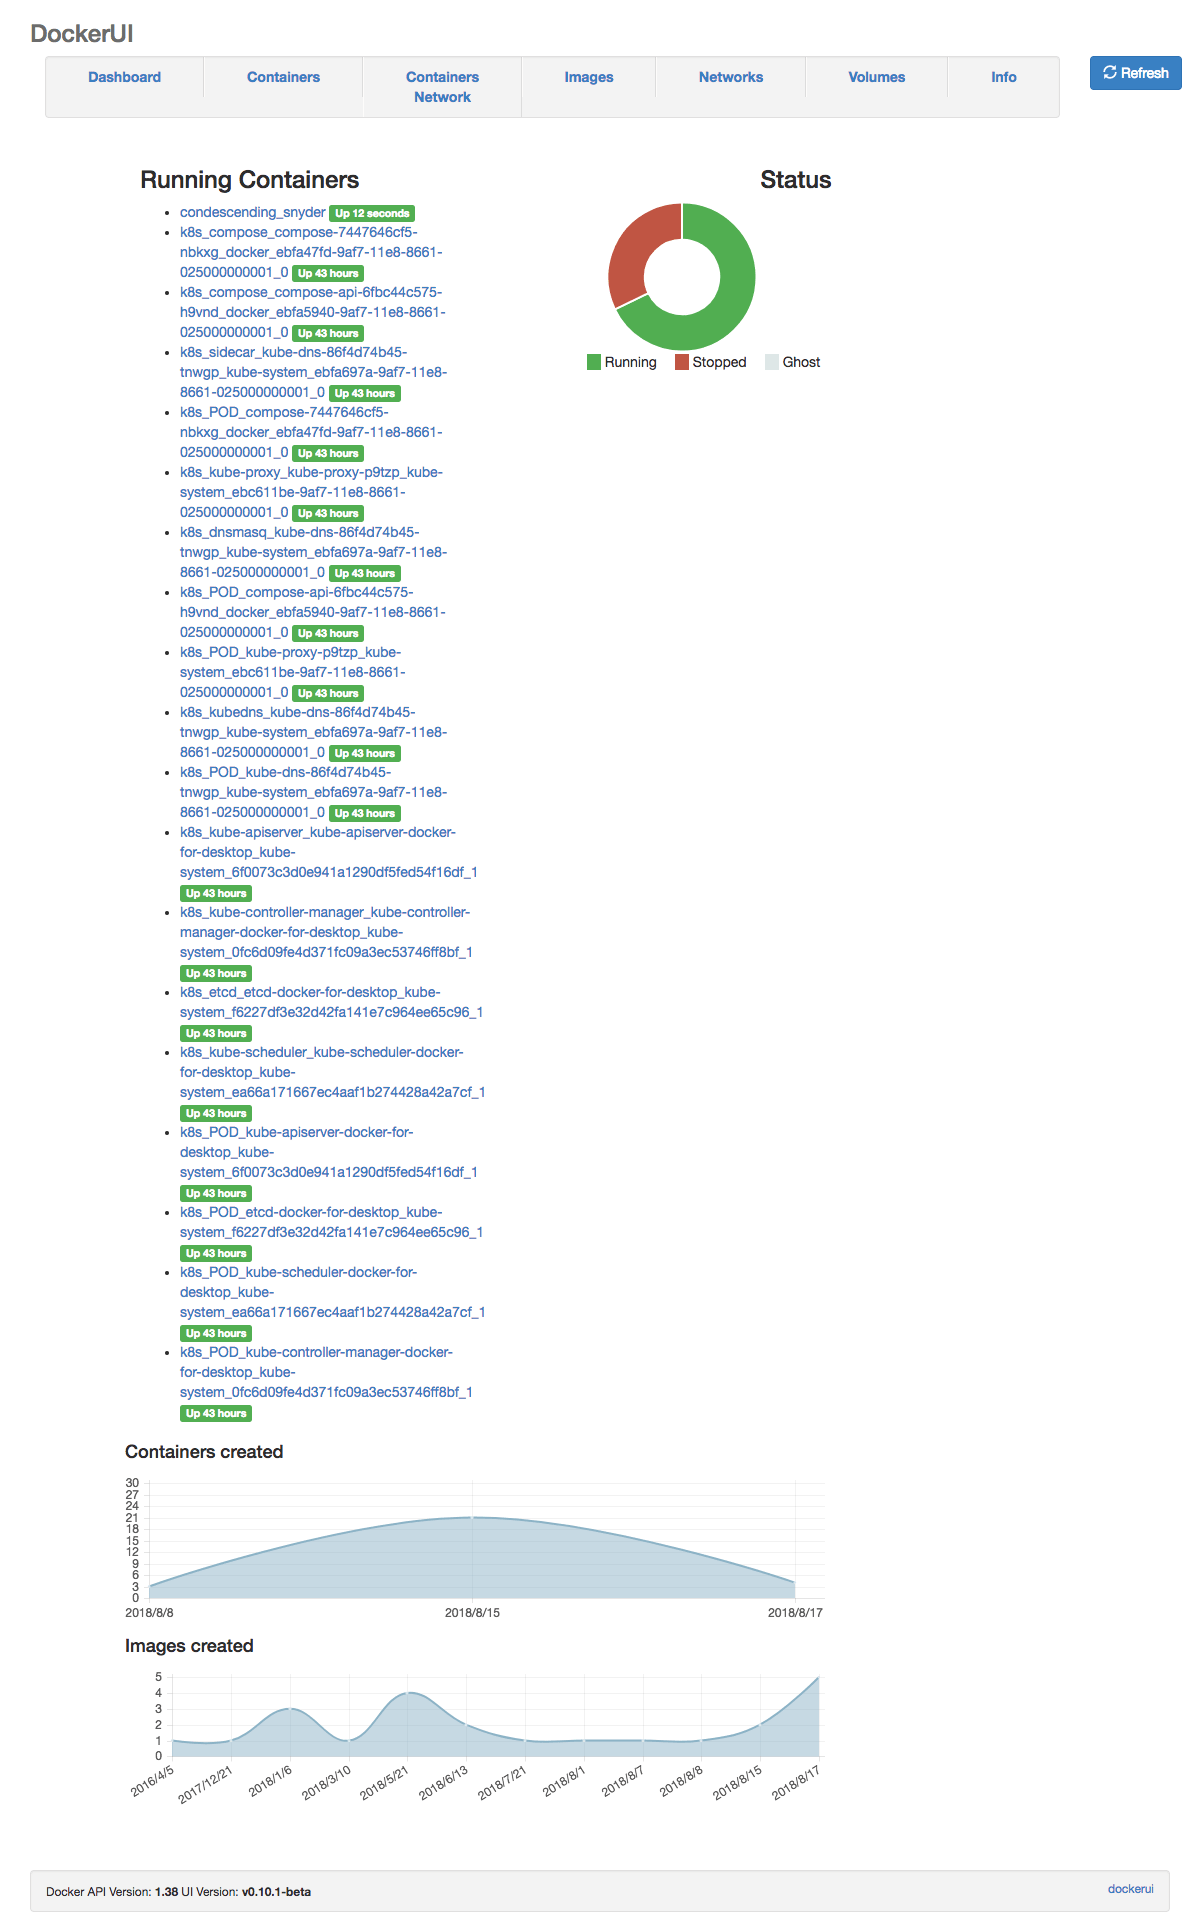 DockerUI
Dashboard
Containers
Containers
Network
Images
Networks
Volumes
Info
Refresh
Running Containers
condescending_snyder Up 12 seconds
k8s_compose_compose-7447646cf5-
nbkxg_docker_ebfa47fd-9af7-11e8-8661-
025000000001_0 Up 43 hours
k8s_compose_compose-api-6fbc44c575-
h9vnd_docker_ebfa5940-9af7-11e8-8661-
025000000001_0 Up 43 hours
k8s_sidecar_kube-dns-86f4d74b45-
tnwgp_kube-system_ebfa697a-9af7-11e8-
8661-025000000001_0 Up 43 hours
k8s_POD_compose-7447646cf5-
nbkxg_docker_ebfa47fd-9af7-11e8-8661-
025000000001_0 Up 43 hours
k8s_kube-proxy_kube-proxy-p9tzp_kube-
system_ebc611be-9af7-11e8-8661-
025000000001_0 Up 43 hours
k8s_dnsmasq_kube-dns-86f4d74b45-
tnwgp_kube-system_ebfa697a-9af7-11e8-
8661-025000000001_0 Up 43 hours
k8s_POD_compose-api-6fbc44c575-
h9vnd_docker_ebfa5940-9af7-11e8-8661-
025000000001_0 Up 43 hours
k8s_POD_kube-proxy-p9tzp_kube-
system_ebc611be-9af7-11e8-8661-
025000000001_0 Up 43 hours
k8s_kubedns_kube-dns-86f4d74b45-
tnwgp_kube-system_ebfa697a-9af7-11e8-
8661-025000000001_0 Up 43 hours
k8s_POD_kube-dns-86f4d74b45-
tnwgp_kube-system_ebfa697a-9af7-11e8-
8661-025000000001_0 Up 43 hours
k8s_kube-apiserver_kube-apiserver-docker-
for-desktop_kube-
system_6f0073c3d0e941a1290df5fed54f16df_1
Up 43 hours
k8s_kube-controller-manager_kube-controller-
manager-docker-for-desktop_kube-
system_0fc6d09fe4d371fc09a3ec53746ff8bf_1
Up 43 hours
k8s_etcd_etcd-docker-for-desktop_kube-
system_f6227df3e32d42fa141e7c964ee65c96_1
Up 43 hours
k8s_kube-scheduler_kube-scheduler-docker-
for-desktop_kube-
system_ea66a171667ec4aaf1b274428a42a7cf_1
Up 43 hours
k8s_POD_kube-apiserver-docker-for-
desktop_kube-
system_6f0073c3d0e941a1290df5fed54f16df_1
Up 43 hours
k8s_POD_etcd-docker-for-desktop_kube-
system_f6227df3e32d42fa141e7c964ee65c96_1
Up 43 hours
k8s_POD_kube-scheduler-docker-for-
desktop_kube-
system_ea66a171667ec4aaf1b274428a42a7cf_1
Up 43 hours
k8s_POD_kube-controller-manager-docker-
for-desktop_kube-
system_0fc6d09fe4d371fc09a3ec53746ff8bf_1
Up 43 hours
Status
Running Stopped Ghost
Containers created
30
27
24
21
18
15
12
9
6
3
0
2018/8/8 2018/8/15 2018/8/17
Images created
5
4
3
2
1
0
2016/4/5 2017/12/21 2018/1/6 2018/3/10 2018/5/21 2018/6/13 2018/7/21 2018/8/1 2018/8/7 2018/8/8 2018/8/15 2018/8/17
Docker API Version: 1.38 UI Version: v0.10.1-beta
dockerui